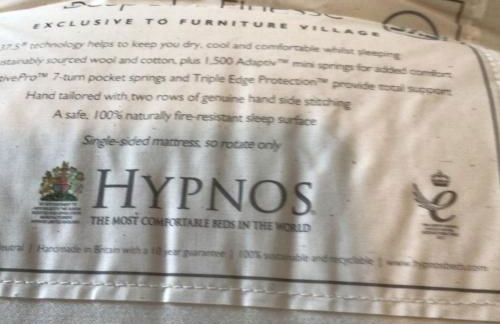 EXCLUSIVE TO FURNITURE VILLAGE
37.5® technology helps to keep you dry, cool and comfortable whilst sleeping
stainably sourced wool and cotton, plus 1,500 Adaptiv™ mini springs for added comfort
tivePro™ 7-turn pocket springs and Triple Edge Protection™ provide total support
Hand tailored with two rows of genuine hand side stitching
A safe, 100% naturally fire-resistant sleep surface
Single-sided mattress, so rotate only
HYPNOS
THE MOST COMFORTABLE BEDS IN THE WORLD
eutral | Handmade in Britain with a 10 year guarantee | 100% sustainable and recyclable | www.hypnosbeds.com